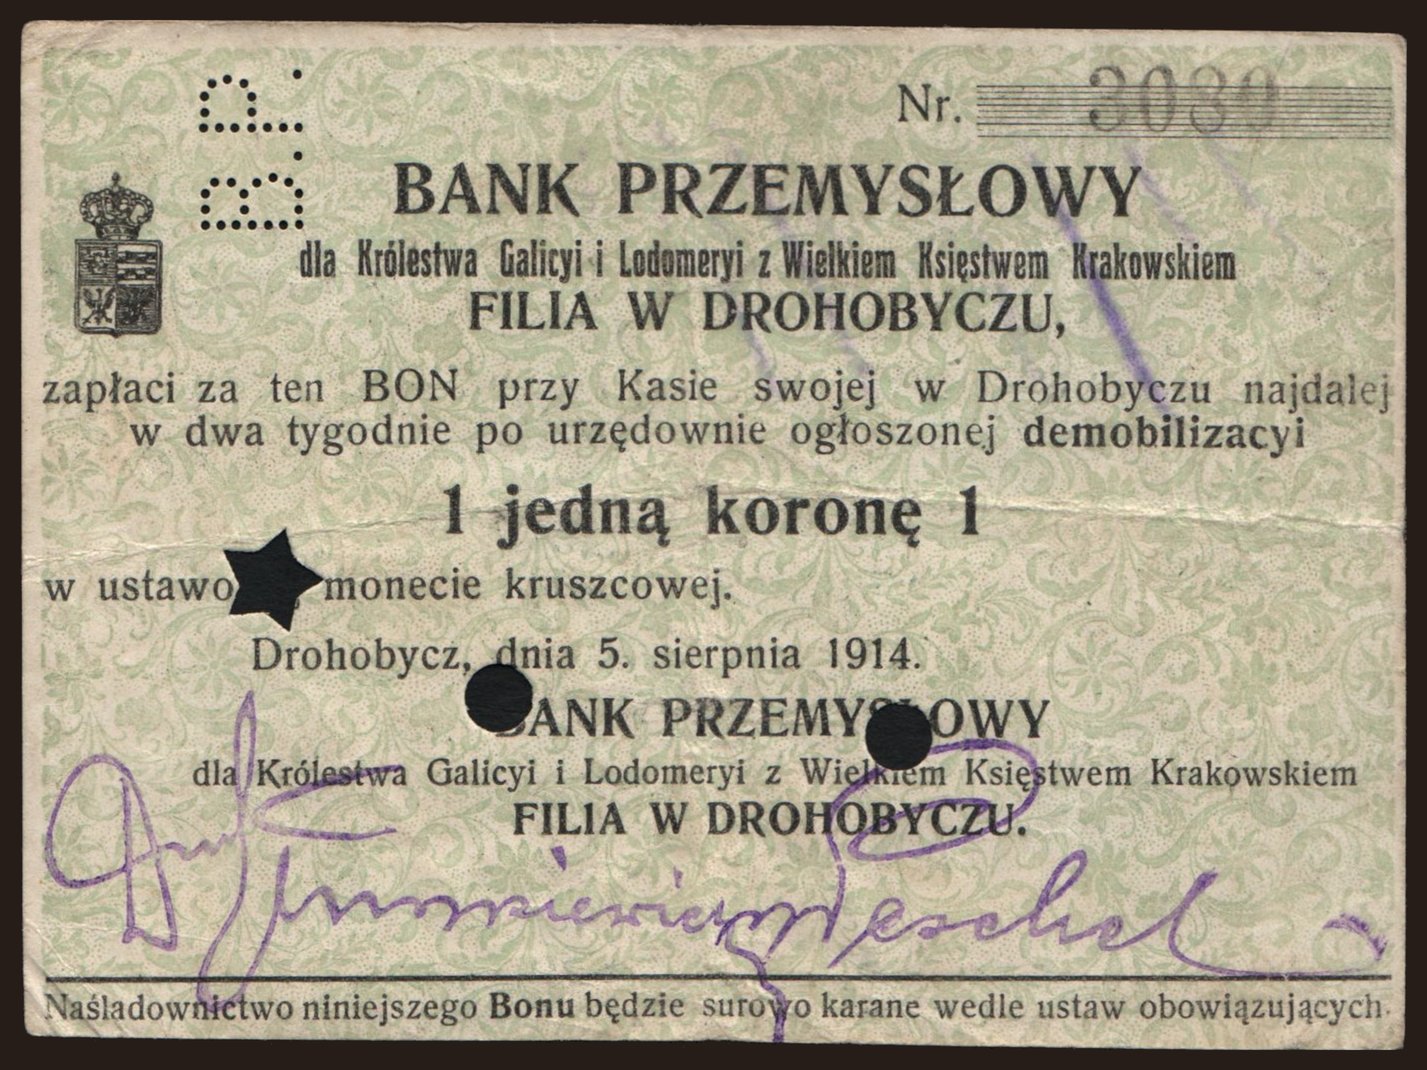 B. P.
Nr. 3080
BANK PRZEMYSŁOWY
dla Królestwa Galicyi i Lodomeryi z Wielkiem Księstwem Krakowskiem
FILIA W DROHOBYCZU,
zapłaci za ten BON przy Kasie swojej w Drohobyczu najdalej
w dwa tygodnie po urzędownie ogłoszonej demobilizacyi
1 jedną koronę 1
w ustawo monecie kruszcowej.
Drohobycz, dnia 5. sierpnia 1914.
BANK PRZEMYSŁOWY
dla Królestwa Galicyi i Lodomeryi z Wielkiem Księstwem Krakowskiem
FILIA W DROHOBYCZU.
Naśladownictwo niniejszego Bonu będzie surowo karane wedle ustaw obowiązujących.